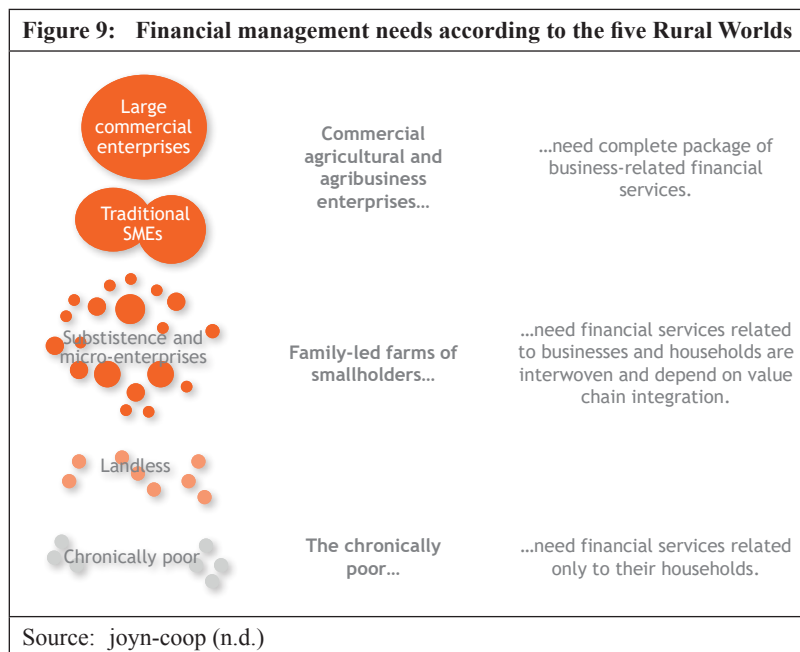 Figure 9: Financial management needs according to the five Rural Worlds
Large
commercial
enterprises
Commercial
agricultural and
agribusiness
enterprises…
…need complete package of
business-related financial
services.
Traditional
SMEs
Substistence and
micro-enterprises
Family-led farms of
smallholders…
…need financial services related
to businesses and households are
interwoven and depend on value
chain integration.
Landless
Chronically poor
The chronically
poor…
…need financial services related
only to their households.
Source: joyn-coop (n.d.)